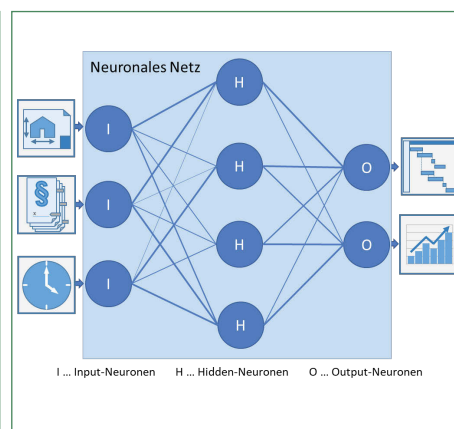 Neuronales Netz
H
I
H
O
§
x
I
H
O
I
H
I ... Input-Neuronen H ... Hidden-Neuronen O ... Output-Neuronen